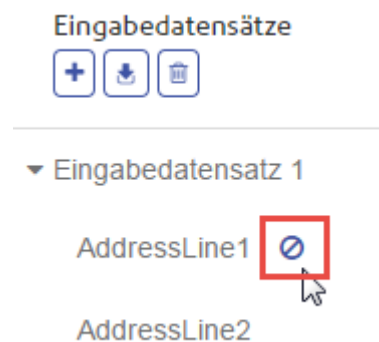 Eingabedatensätze
Eingabedatensatz 1
AddressLine1
AddressLine2